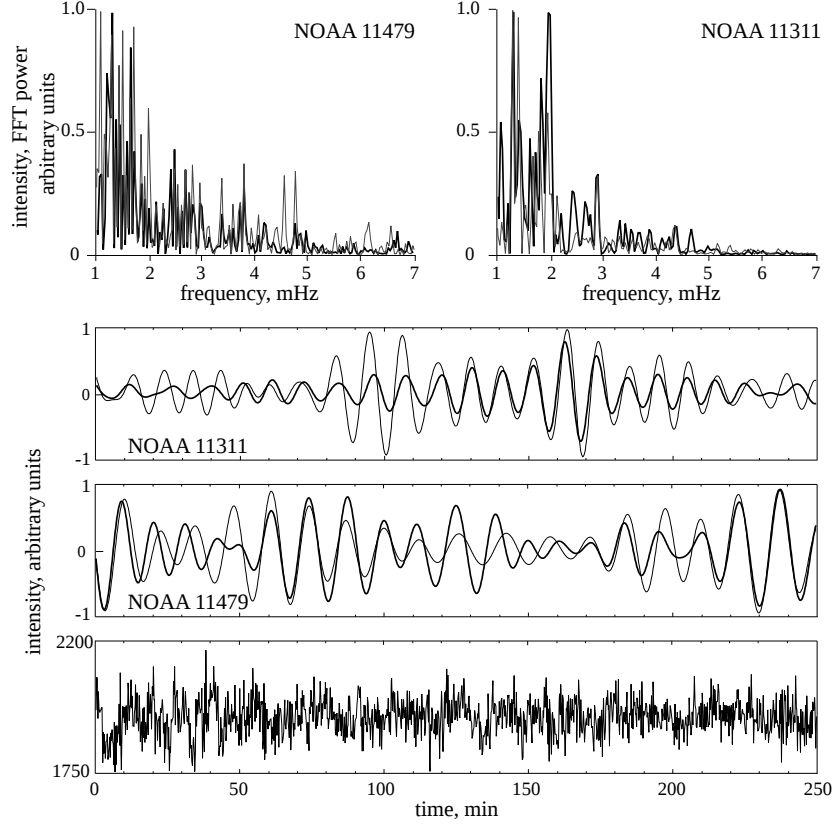 NOAA 11479
NOAA 11311
intensity, FFT power
arbitrary units
1.0
0.5
0
1 2 3 4 5 6 7
frequency, mHz
1.0
0.5
0
1 2 3 4 5 6 7
frequency, mHz
intensity, arbitrary units
1
0
-1
NOAA 11311
1
0
-1
NOAA 11479
2200
1750
0 50 100 150 200 250
time, min